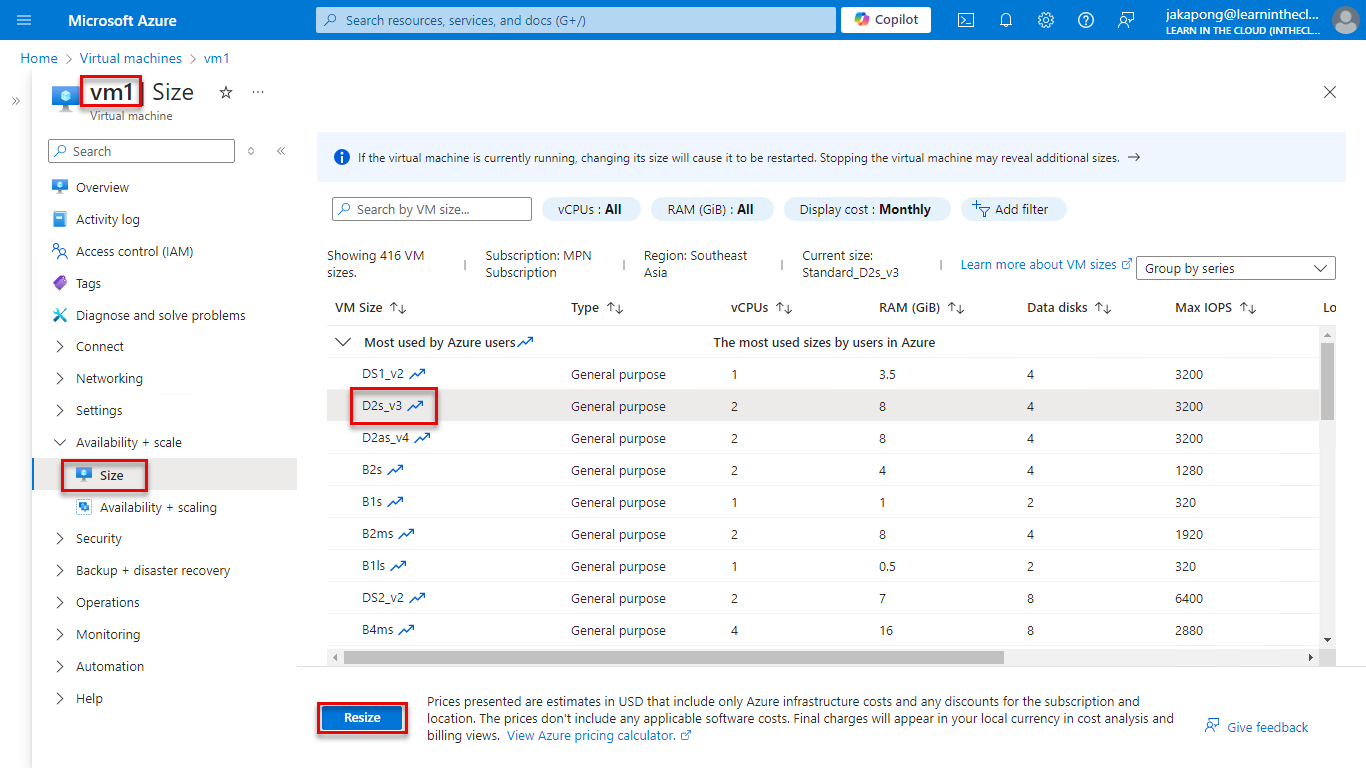 Microsoft Azure
Search resources, services, and docs (G+/)
Copilot
jakapong@learninthecl...
LEARN IN THE CLOUD (INTHECL...
Home > Virtual machines > vm1
vm1 | Size
Virtual machine
Search
Overview
Activity log
Access control (IAM)
Tags
Diagnose and solve problems
Connect
Networking
Settings
Availability + scale
Size
Availability + scaling
Security
Backup + disaster recovery
Operations
Monitoring
Automation
Help
If the virtual machine is currently running, changing its size will cause it to be restarted. Stopping the virtual machine may reveal additional sizes.
Search by VM size...
vCPUs : All
RAM (GiB) : All
Display cost : Monthly
Add filter
Showing 416 VM
sizes.
Subscription: MPN
Subscription
Region: Southeast
Asia
Current size:
Standard_D2s_v3
Learn more about VM sizes
Group by series
VM Size Type vCPUs RAM (GiB) Data disks Max IOPS Lo
Most used by Azure users The most used sizes by users in Azure
DS1_v2 General purpose 1 3.5 4 3200
D2s_v3 General purpose 2 8 4 3200
D2as_v4 General purpose 2 8 4 3200
B2s General purpose 2 4 4 1280
B1s General purpose 1 1 2 320
B2ms General purpose 2 8 4 1920
B1ls General purpose 1 0.5 2 320
DS2_v2 General purpose 2 7 8 6400
B4ms General purpose 4 16 8 2880
Resize
Prices presented are estimates in USD that include only Azure infrastructure costs and any discounts for the subscription and
location. The prices don't include any applicable software costs. Final charges will appear in your local currency in cost analysis and
billing views. View Azure pricing calculator.
Give feedback